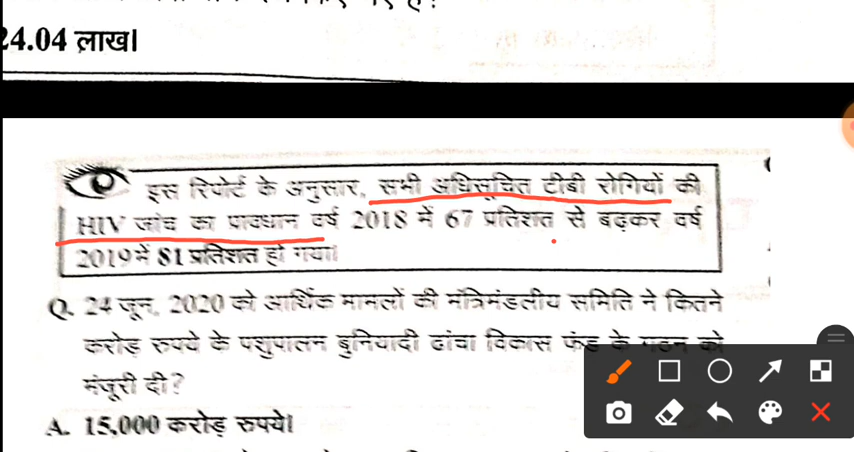 24.04 लाख।
इस रिपोर्ट के अनुसार, सभी अधिसूचित टीबी रोगियों की
HIV जांच का प्रावधान वर्ष 2018 में 67 प्रतिशत से बढ़कर वर्ष
2019 में 81 प्रतिशत हो गया।
Q. 24 जून, 2020 को आर्थिक मामलों की मंत्रिमंडलीय समिति ने कितने
करोड़ रुपये के पशुपालन बुनियादी ढांचा विकास फंड के गठन को
मंजूरी दी?
A. 15,000 करोड़ रुपये।